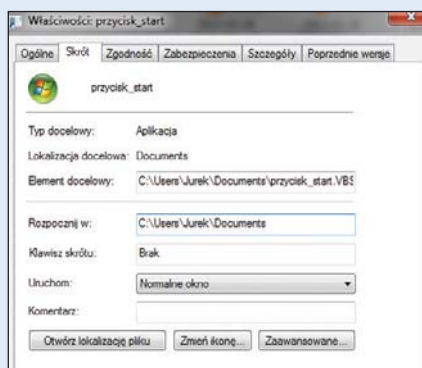 Właściwości: przycisk_start
Ogólne Skrót Zgodność Zabezpieczenia Szczegóły Poprzednie wersje
przycisk_start
Typ docelowy: Aplikacja
Lokalizacja docelowa: Documents
Element docelowy: C:\Users\Jurek\Documents\przycisk_start.VBS
Rozpocznij w: C:\Users\Jurek\Documents
Klawisz skrótu: Brak
Uruchom: Normalne okno
Komentarz:
Otwórz lokalizację pliku Zmień ikonę... Zaawansowane...